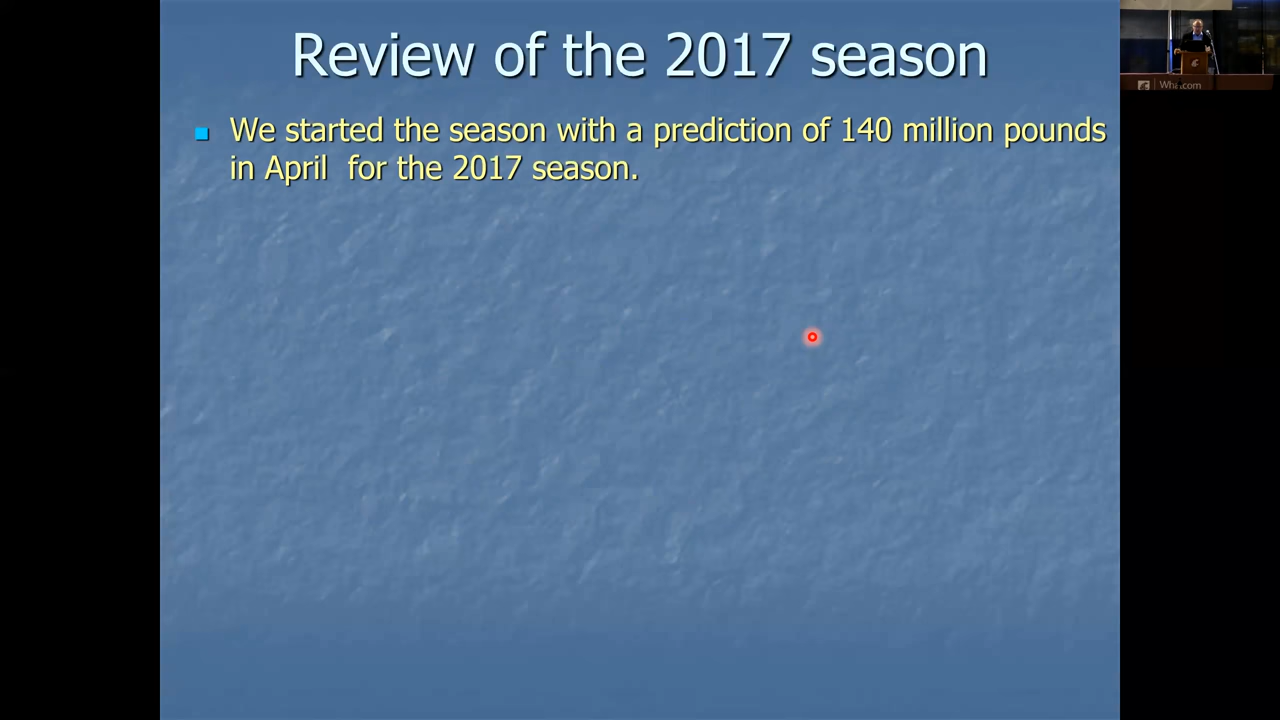 Review of the 2017 season
We started the season with a prediction of 140 million pounds
in April for the 2017 season.
Whatcom